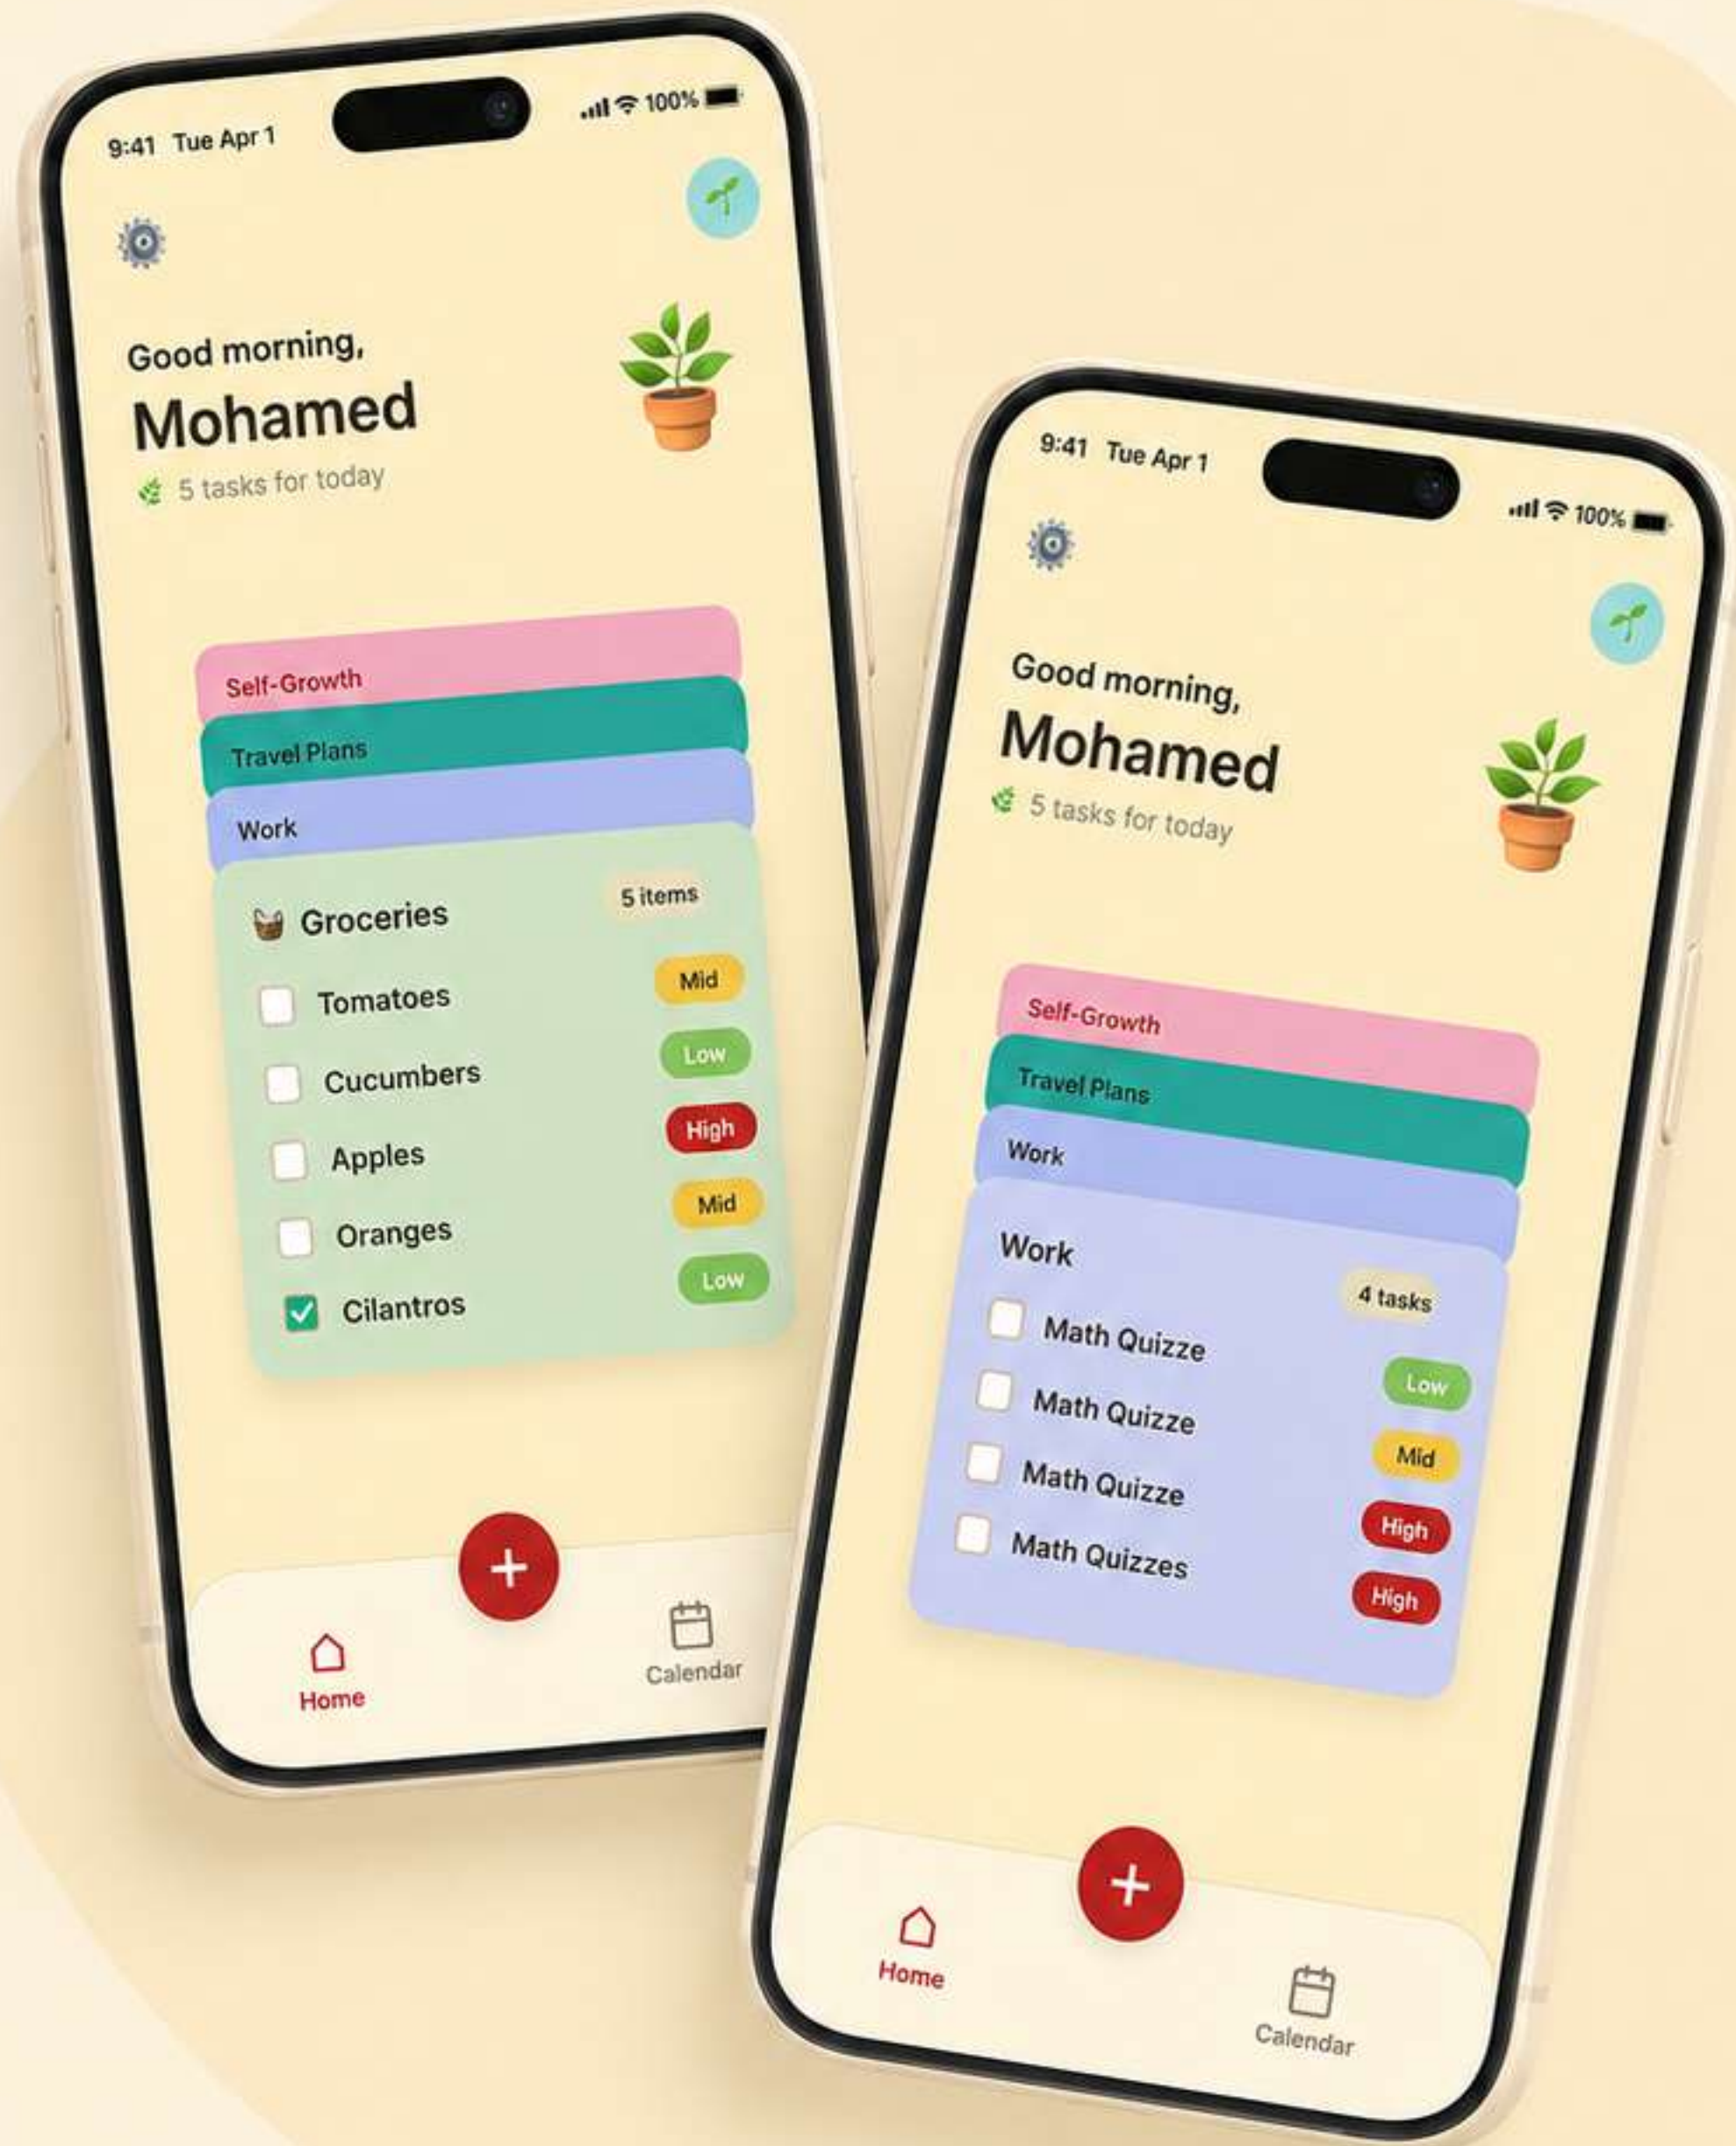 9:41 Tue Apr 1 100%
Good morning,
Mohamed
5 tasks for today
Self-Growth
Travel Plans
Work
Groceries 5 items
Tomatoes Mid
Cucumbers Low
Apples High
Oranges Mid
Cilantros Low
+
Home
Calendar
9:41 Tue Apr 1 100%
Good morning,
Mohamed
5 tasks for today
Self-Growth
Travel Plans
Work
Work 4 tasks
Math Quizze Low
Math Quizze Mid
Math Quizze High
Math Quizzes High
+
Home
Calendar